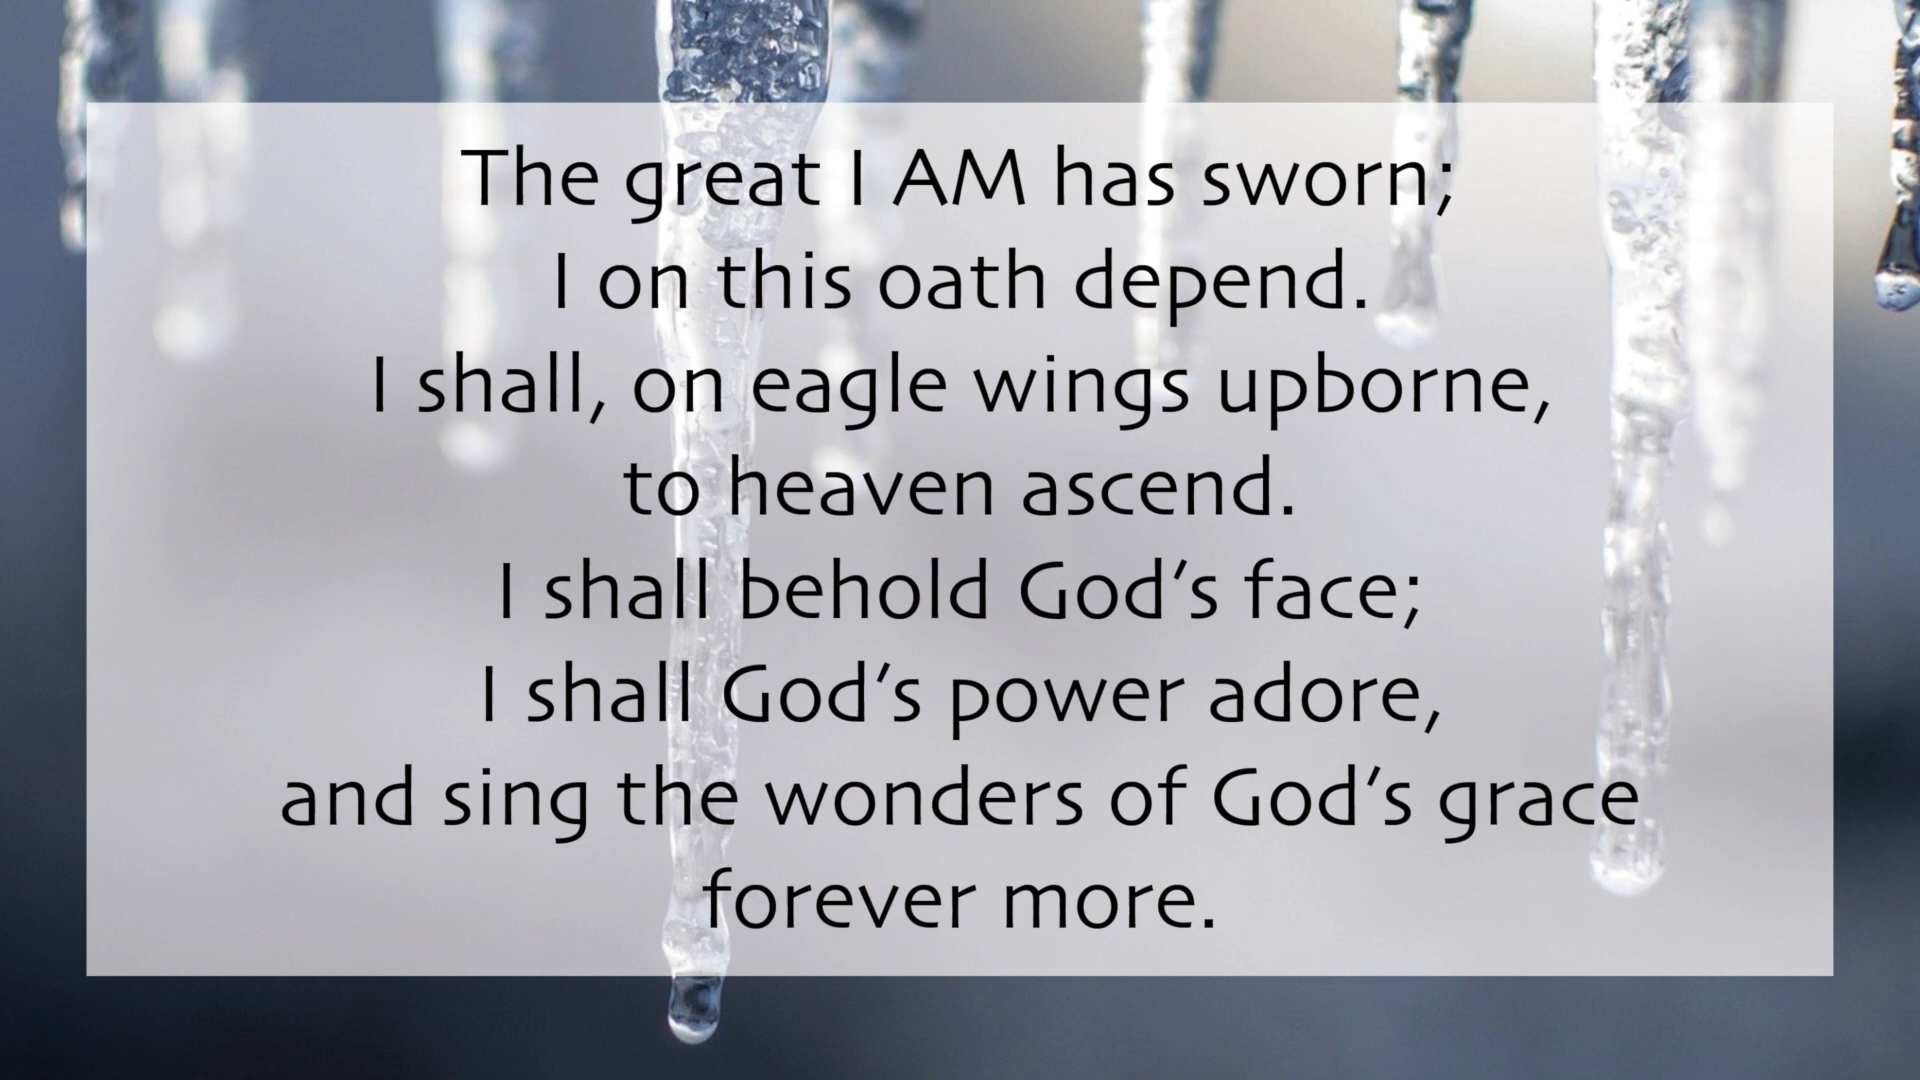 The great I AM has sworn;
I on this oath depend.
I shall, on eagle wings upborne,
to heaven ascend.
I shall behold God’s face;
I shall God’s power adore,
and sing the wonders of God’s grace
forever more.